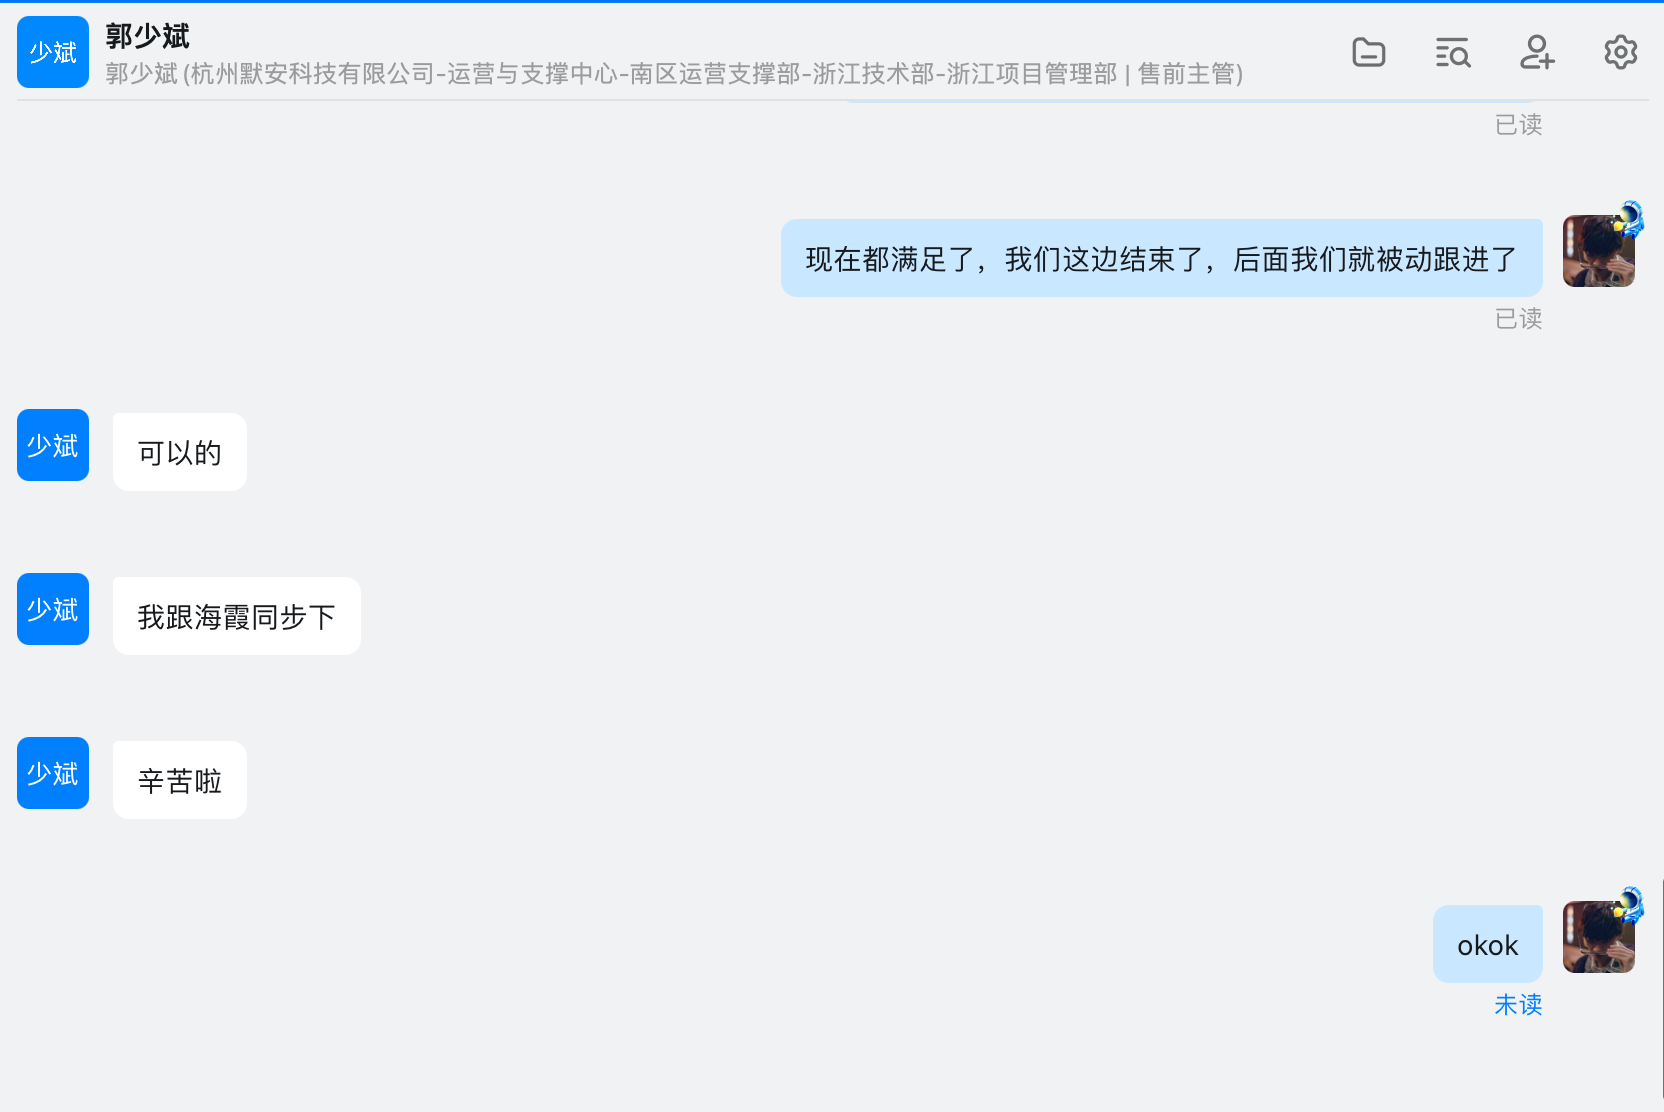 少斌
郭少斌
郭少斌 (杭州默安科技有限公司-运营与支撑中心-南区运营支撑部-浙江技术部-浙江项目管理部 | 售前主管)
已读
现在都满足了，我们这边结束了，后面我们就被动跟进了
已读
少斌
可以的
少斌
我跟海霞同步下
少斌
辛苦啦
okok
未读